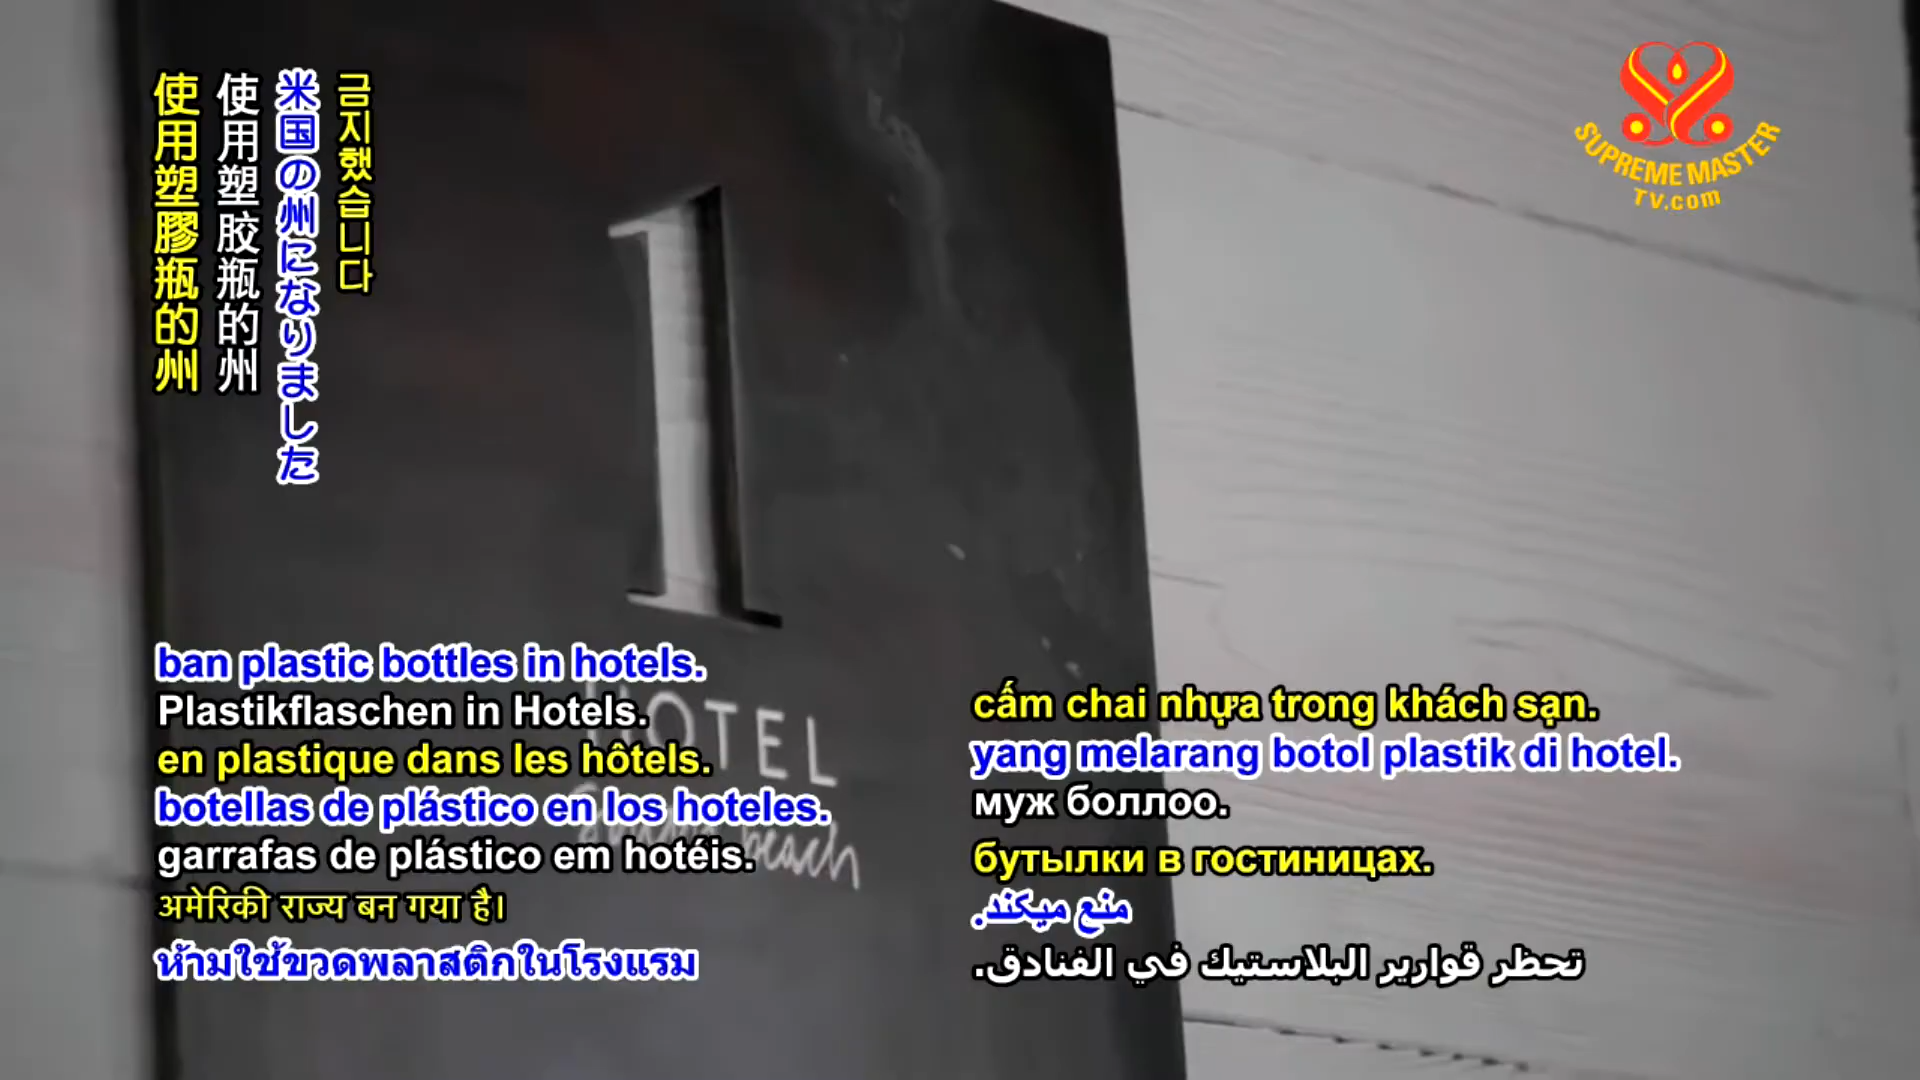 使用塑膠瓶的州
使用塑胶瓶的州
米国の州になりました
금지했습니다
SUPREME MASTER
TV.com
1
HOTEL
beach
ban plastic bottles in hotels.
Plastikflaschen in Hotels.
en plastique dans les hôtels.
botellas de plástico en los hoteles.
garrafas de plástico em hotéis.
अमेरिकी राज्य बन गया है।
ห้ามใช้ขวดพลาสติกในโรงแรม
cấm chai nhựa trong khách sạn.
yang melarang botol plastik di hotel.
муж боллоо.
бутылки в гостиницах.
منع میکند.
تحظر قوارير البلاستيك في الفنادق.